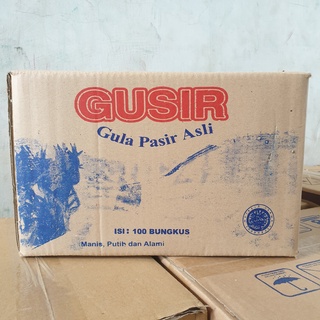 GUSIR
Gula Pasir Asli
ISI : 100 BUNGKUS
Manis, Putih dan Alami